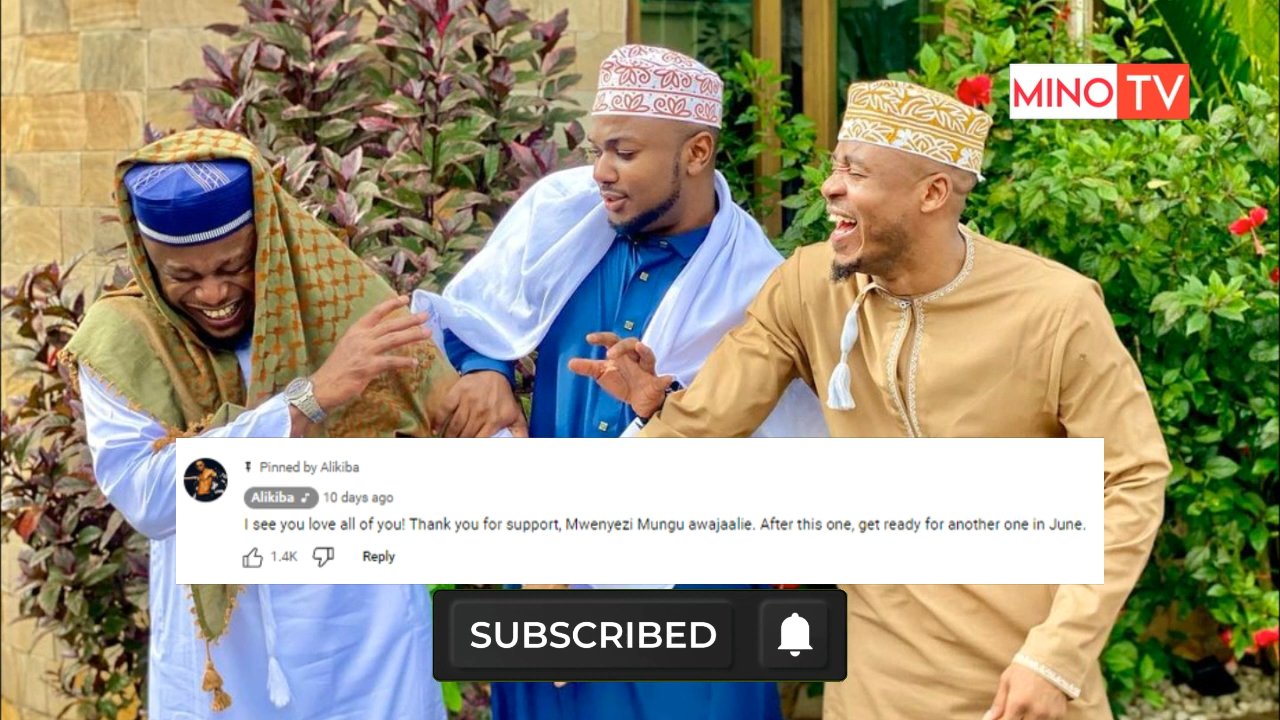 MINO TV
Pinned by Alikiba
Alikiba 10 days ago
I see you love all of you! Thank you for support, Mwenyezi Mungu awajaalie. After this one, get ready for another one in June.
1.4K Reply
SUBSCRIBED